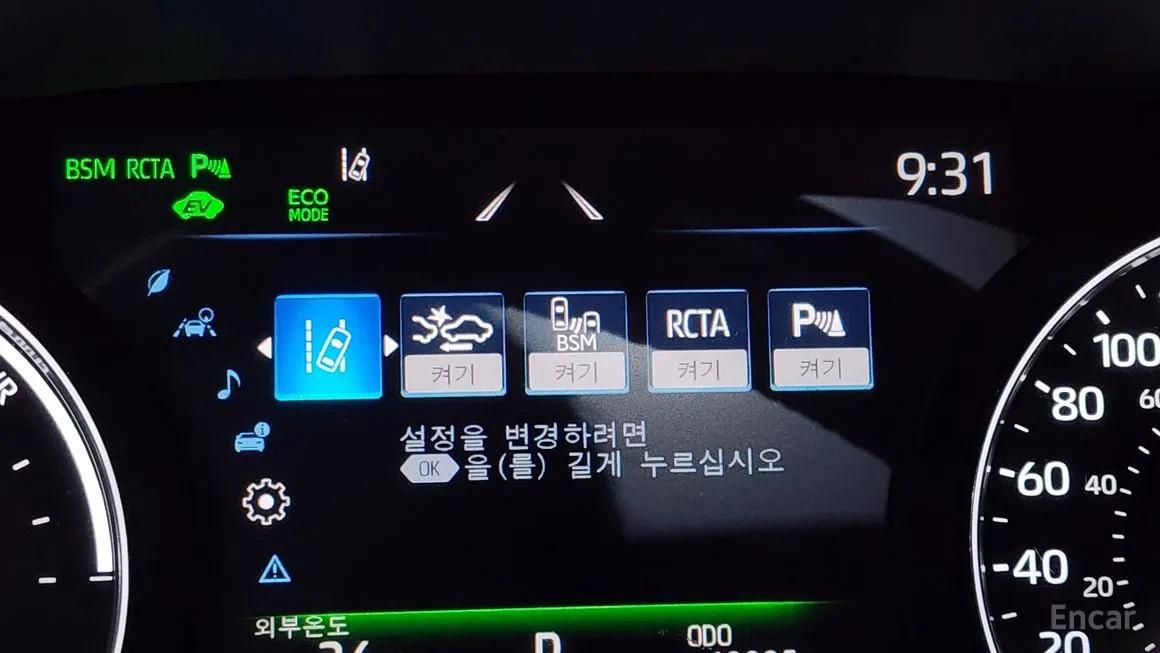 BSM RCTA P
9:31
EV
ECO
MODE
BSM
RCTA
P
켜기
켜기
켜기
켜기
설정을 변경하려면
OK 을(를) 길게 누르십시오
100
80
60
40
40
20
20
외부온도
ODO
Encar